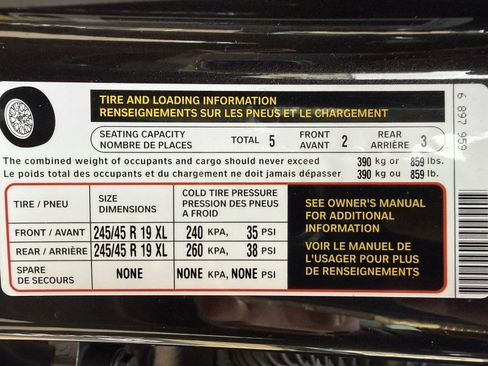 TIRE AND LOADING INFORMATION
RENSEIGNEMENTS SUR LES PNEUS ET LE CHARGEMENT
SEATING CAPACITY TOTAL 5 FRONT 2 REAR 3
NOMBRE DE PLACES AVANT ARRIÈRE
The combined weight of occupants and cargo should never exceed 390 kg or 859 lbs.
Le poids total des occupants et du chargement ne doit jamais dépasser 390 kg ou 859 lb.
TIRE / PNEU SIZE DIMENSIONS COLD TIRE PRESSURE PRESSION DES PNEUS A FROID
FRONT / AVANT 245/45 R 19 XL 240 KPA, 35 PSI
REAR / ARRIÈRE 245/45 R 19 XL 260 KPA, 38 PSI
SPARE DE SECOURS NONE NONE KPA, NONE PSI
SEE OWNER'S MANUAL
FOR ADDITIONAL
INFORMATION
VOIR LE MANUEL DE
L'USAGER POUR PLUS
DE RENSEIGNEMENTS
6 897 959